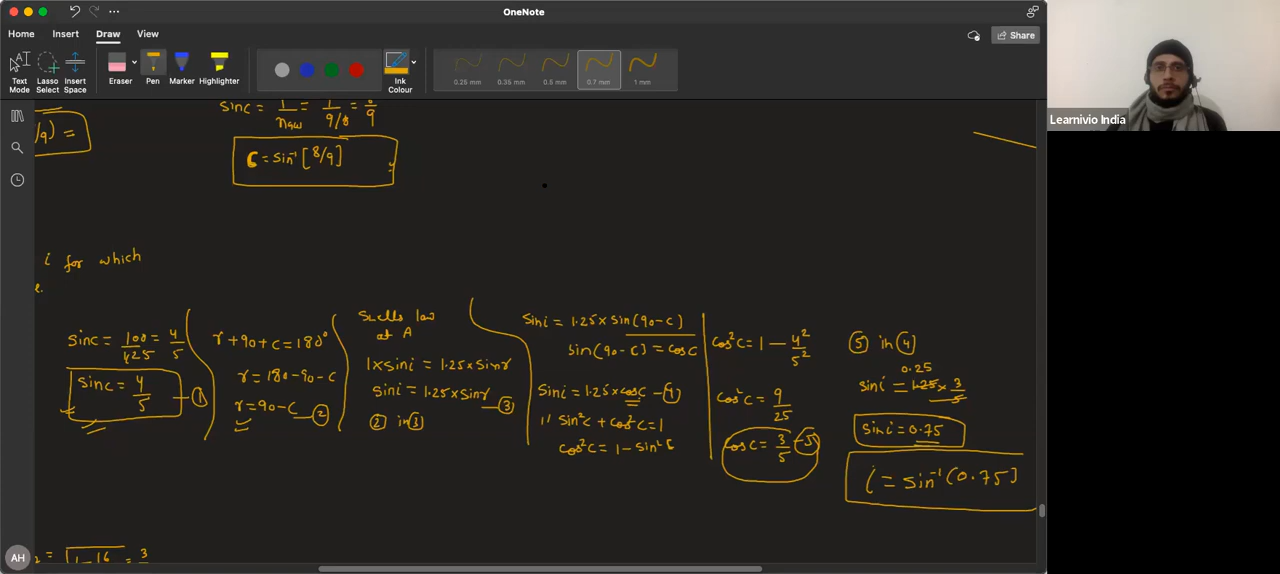 OneNote
Home Insert Draw View
Share
Text Mode
Lasso Select
Insert Space
Eraser
Pen
Marker
Highlighter
0.25 mm
0.35 mm
0.5 mm
0.7 mm
1 mm
Ink Colour
Learnivio India
/9) =
sinc = 1/naw = 1/9/8 = 8/9
C = sin⁻¹ [8/9]
i for which
e.
sinc = 100/125 = 4/5
sinc = 4/5 — ①
r + 90 + c = 180°
r = 180 - 90 - c
r = 90 - c — ②
Snells law
at A
1 x sin i = 1.25 x sin r
sin i = 1.25 x sin r — ③
② in ③
sin i = 1.25 x sin(90 - c)
sin(90 - c) = cos c
sin i = 1.25 x cos c — ④
" sin²c + cos²c = 1
cos²c = 1 - sin²c
cos²c = 1 - 4²/5²
cos²c = 9/25
cos c = 3/5 — ⑤
⑤ in ④
0.25
sin i = 1.25 x 3/5
sin i = 0.75
i = sin⁻¹(0.75)
AH
= 3/